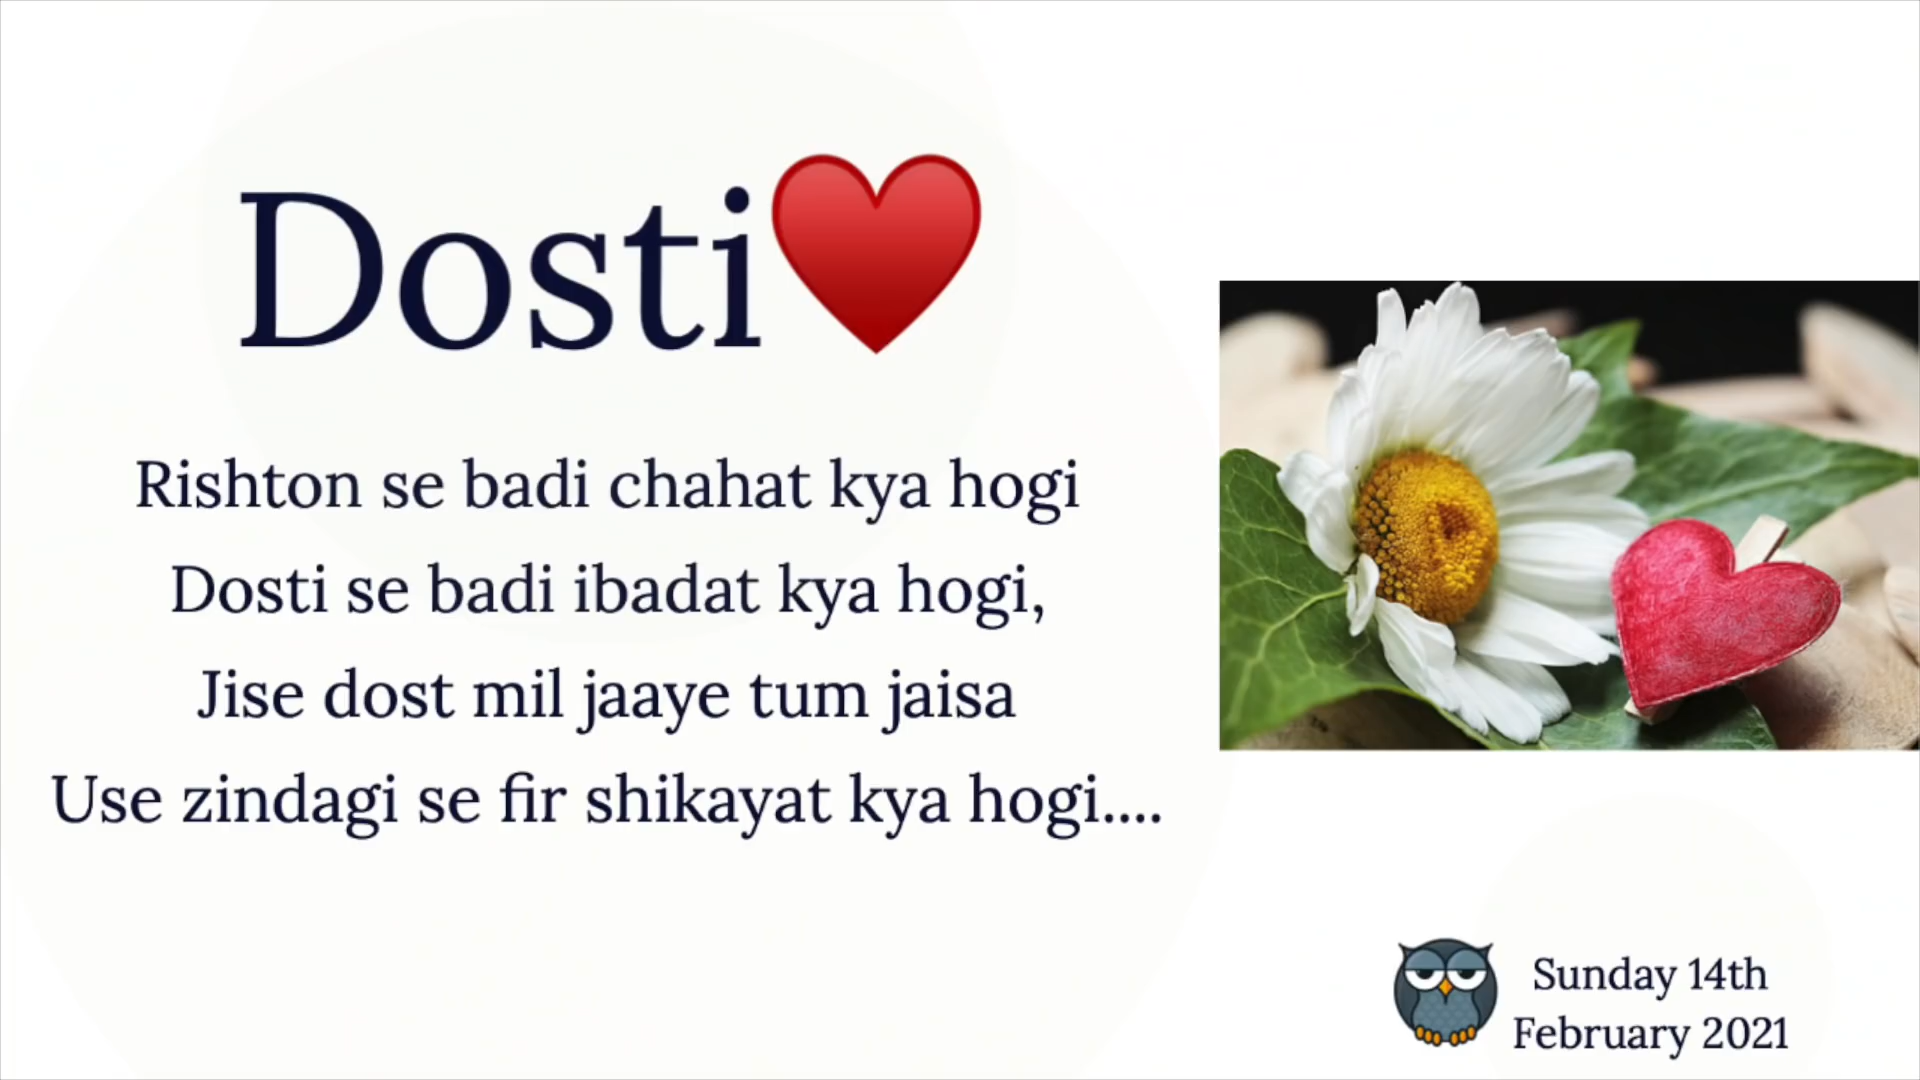 Dosti♥
Rishton se badi chahat kya hogi
Dosti se badi ibadat kya hogi,
Jise dost mil jaaye tum jaisa
Use zindagi se fir shikayat kya hogi....
Sunday 14th
February 2021